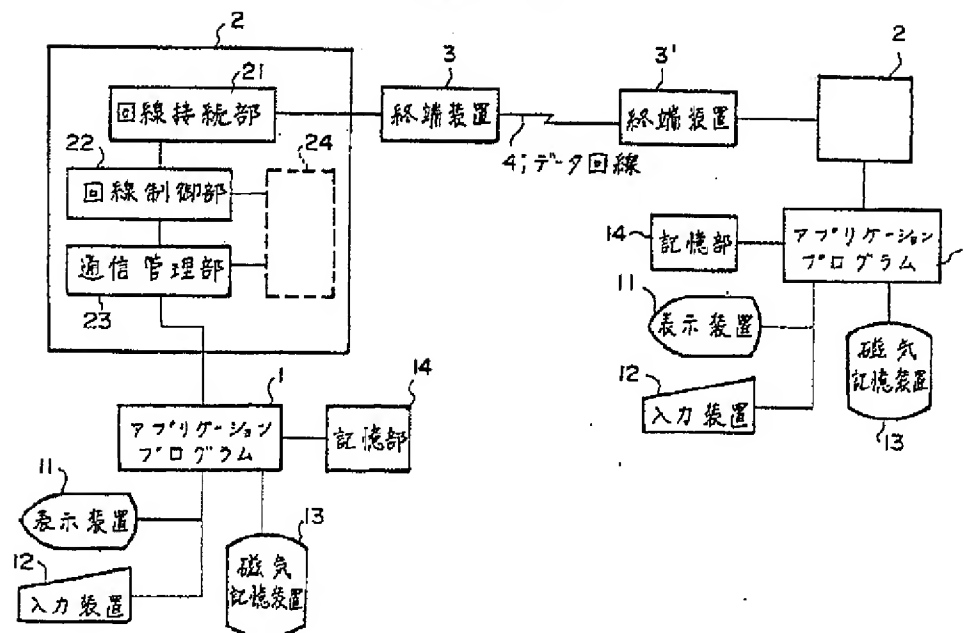 2
21
回線接続部
22
回線制御部
24
通信管理部
23
3
終端装置
4;データ回線
3'
終端装置
2
1
アプリケーション
プログラム
14
記憶部
11
表示装置
12
入力装置
13
磁気
記憶装置
14
記憶部
アプリケーション
プログラム
11
表示装置
12
入力装置
磁気
記憶装置
13